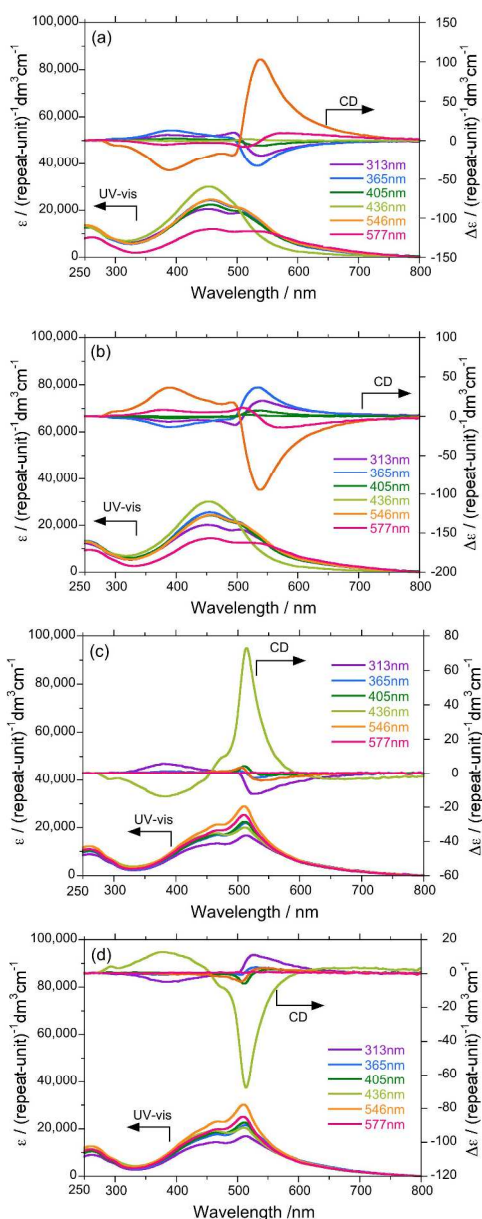 (a)
ε / (repeat-unit)⁻¹dm³cm⁻¹
100,000
80,000
60,000
40,000
20,000
0
CD
UV-vis
313nm
365nm
405nm
436nm
546nm
577nm
150
100
50
0
-50
-100
-150
Δε / (repeat-unit)⁻¹dm³cm⁻¹
250 300 400 500 600 700 800
Wavelength / nm
(b)
ε / (repeat-unit)⁻¹dm³cm⁻¹
100,000
80,000
60,000
40,000
20,000
0
CD
UV-vis
313nm
365nm
405nm
436nm
546nm
577nm
100
50
0
-50
-100
-150
-200
Δε / (repeat-unit)⁻¹dm³cm⁻¹
250 300 400 500 600 700 800
Wavelength / nm
(c)
ε / (repeat-unit)⁻¹dm³cm⁻¹
100,000
80,000
60,000
40,000
20,000
0
CD
UV-vis
313nm
365nm
405nm
436nm
546nm
577nm
80
60
40
20
0
-20
-40
-60
Δε / (repeat-unit)⁻¹dm³cm⁻¹
250 300 400 500 600 700 800
Wavelength / nm
(d)
ε / (repeat-unit)⁻¹dm³cm⁻¹
100,000
80,000
60,000
40,000
20,000
0
CD
UV-vis
313nm
365nm
405nm
436nm
546nm
577nm
20
0
-20
-40
-60
-80
-100
-120
Δε / (repeat-unit)⁻¹dm³cm⁻¹
250 300 400 500 600 700 800
Wavelength /nm